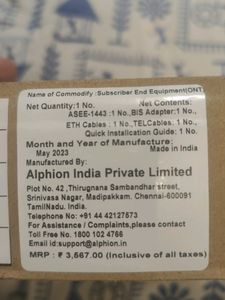 Name of Commodity :Subscriber End Equipment(ONT)
Net Quantity:1 No. Net Contents:
ASEE-1443 :1 No.,BIS Adapter:1 No.,
ETH Cables : 1 No.,TELCables: 1 No.,
Quick Installation Guide: 1 No.
Month and Year of Manufacture:
May 2023 Made in India
Manufactured By:
Alphion India Private Limited
Plot No. 42 ,Thirugnana Sambandhar street,
Srinivasa Nagar, Madipakkam. Chennai-600091
TamilNadu. India.
Telephone No: +91 44 42127573
For Assistance / Complaints,please contact
Toll Free No. 1800 102 4766
Email id:support@alphion.in
MRP : ₹ 3,567.00 (Inclusive of all taxes)